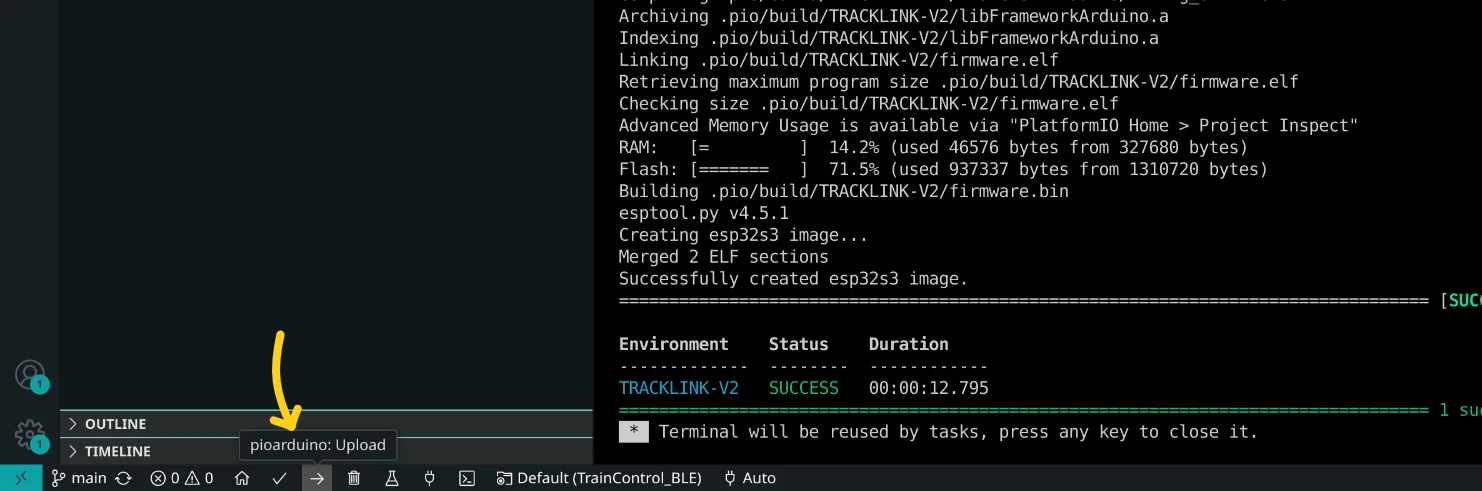 Archiving .pio/build/TRACKLINK-V2/libFrameworkArduino.a
Indexing .pio/build/TRACKLINK-V2/libFrameworkArduino.a
Linking .pio/build/TRACKLINK-V2/firmware.elf
Retrieving maximum program size .pio/build/TRACKLINK-V2/firmware.elf
Checking size .pio/build/TRACKLINK-V2/firmware.elf
Advanced Memory Usage is available via "PlatformIO Home > Project Inspect"
RAM:   [=         ]  14.2% (used 46576 bytes from 327680 bytes)
Flash: [=======   ]  71.5% (used 937337 bytes from 1310720 bytes)
Building .pio/build/TRACKLINK-V2/firmware.bin
esptool.py v4.5.1
Creating esp32s3 image...
Merged 2 ELF sections
Successfully created esp32s3 image.
================================================================================= [SUCC
Environment    Status    Duration
-------------  --------  ------------
TRACKLINK-V2   SUCCESS   00:00:12.795
================================================================================= 1 suc
* Terminal will be reused by tasks, press any key to close it.
1
1
OUTLINE
pioarduino: Upload
TIMELINE
main 0 0 Default (TrainControl_BLE) Auto